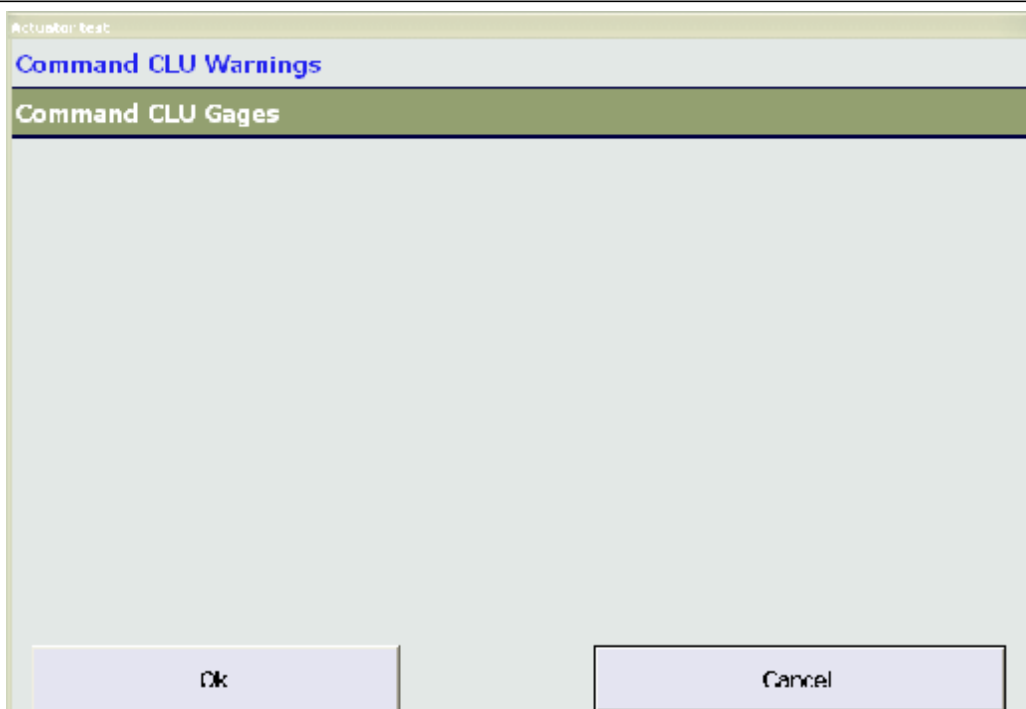 Actuator test
Command CLU Warnings
Command CLU Gages
Ok
Cancel